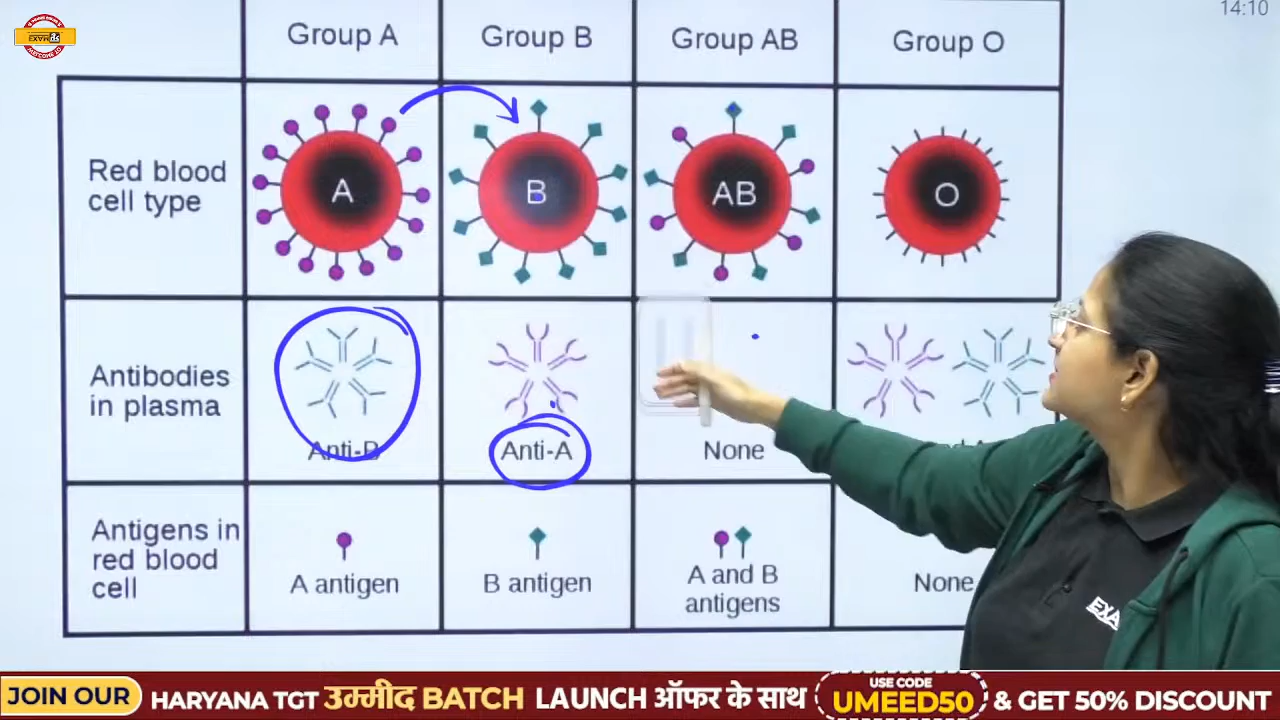 14:10
Group A
Group B
Group AB
Group O
Red blood
cell type
A
B
AB
O
Antibodies
in plasma
Anti-B
Anti-A
None
Antigens in
red blood
cell
A antigen
B antigen
A and B
antigens
None
JOIN OUR
HARYANA TGT उम्मीद BATCH LAUNCH ऑफर के साथ
USE CODE
UMEED50
& GET 50% DISCOUNT